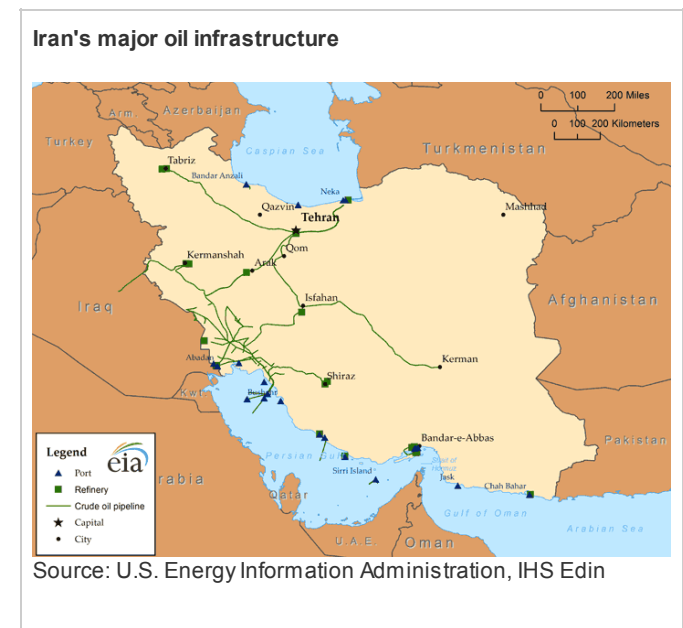 Iran's major oil infrastructure
0 100 200 Miles
0 100 200 Kilometers
Arm.
Azerbaijan
Turkey
Caspian Sea
Turkmenistan
Tabriz
Bandar Anzali
Neka
Qazvin
Mashhad
Tehran
Qom
Kermanshah
Arak
Iraq
Isfahan
Afghanistan
Abadan
Kerman
Kwt.
Bushehr
Shiraz
Bandar-e-Abbas
Pakistan
Persian Gulf
Strait of
Hormuz
Sirri Island
Jask
Chah Bahar
Qatar
Gulf of Oman
Arabian Sea
U.A.E.
Oman
rabia
Legend
eia
Port
Refinery
Crude oil pipeline
Capital
City
Source: U.S. Energy Information Administration, IHS Edin